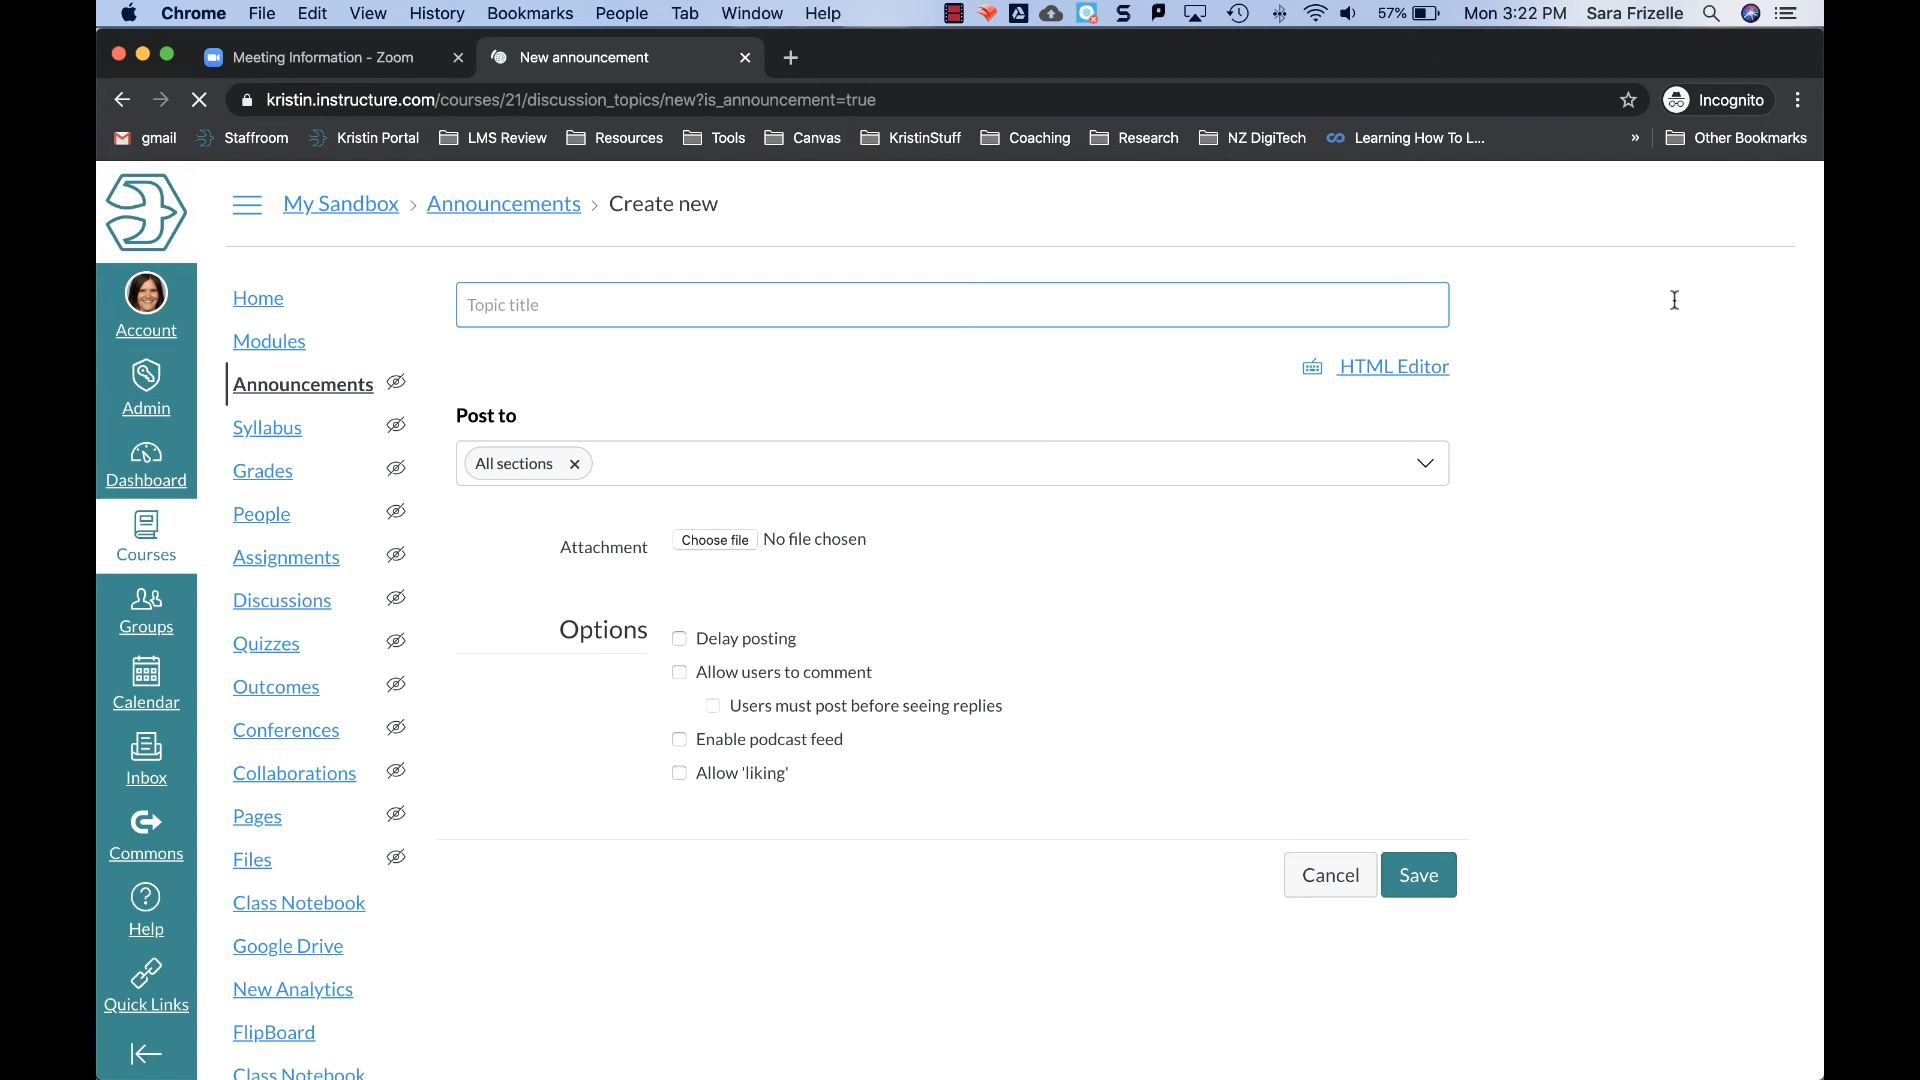 Chrome File Edit View History Bookmarks People Tab Window Help 57% Mon 3:22 PM Sara Frizelle
Meeting Information - Zoom New announcement
kristin.instructure.com/courses/21/discussion_topics/new?is_announcement=true Incognito
gmail Staffroom Kristin Portal LMS Review Resources Tools Canvas KristinStuff Coaching Research NZ DigiTech Learning How To L... » Other Bookmarks
My Sandbox > Announcements > Create new
Account
Admin
Dashboard
Courses
Groups
Calendar
Inbox
Commons
Help
Quick Links
Home
Modules
Announcements
Syllabus
Grades
People
Assignments
Discussions
Quizzes
Outcomes
Conferences
Collaborations
Pages
Files
Class Notebook
Google Drive
New Analytics
FlipBoard
Class Notebook
Topic title
HTML Editor
Post to
All sections
Attachment Choose file No file chosen
Options
Delay posting
Allow users to comment
Users must post before seeing replies
Enable podcast feed
Allow 'liking'
Cancel Save